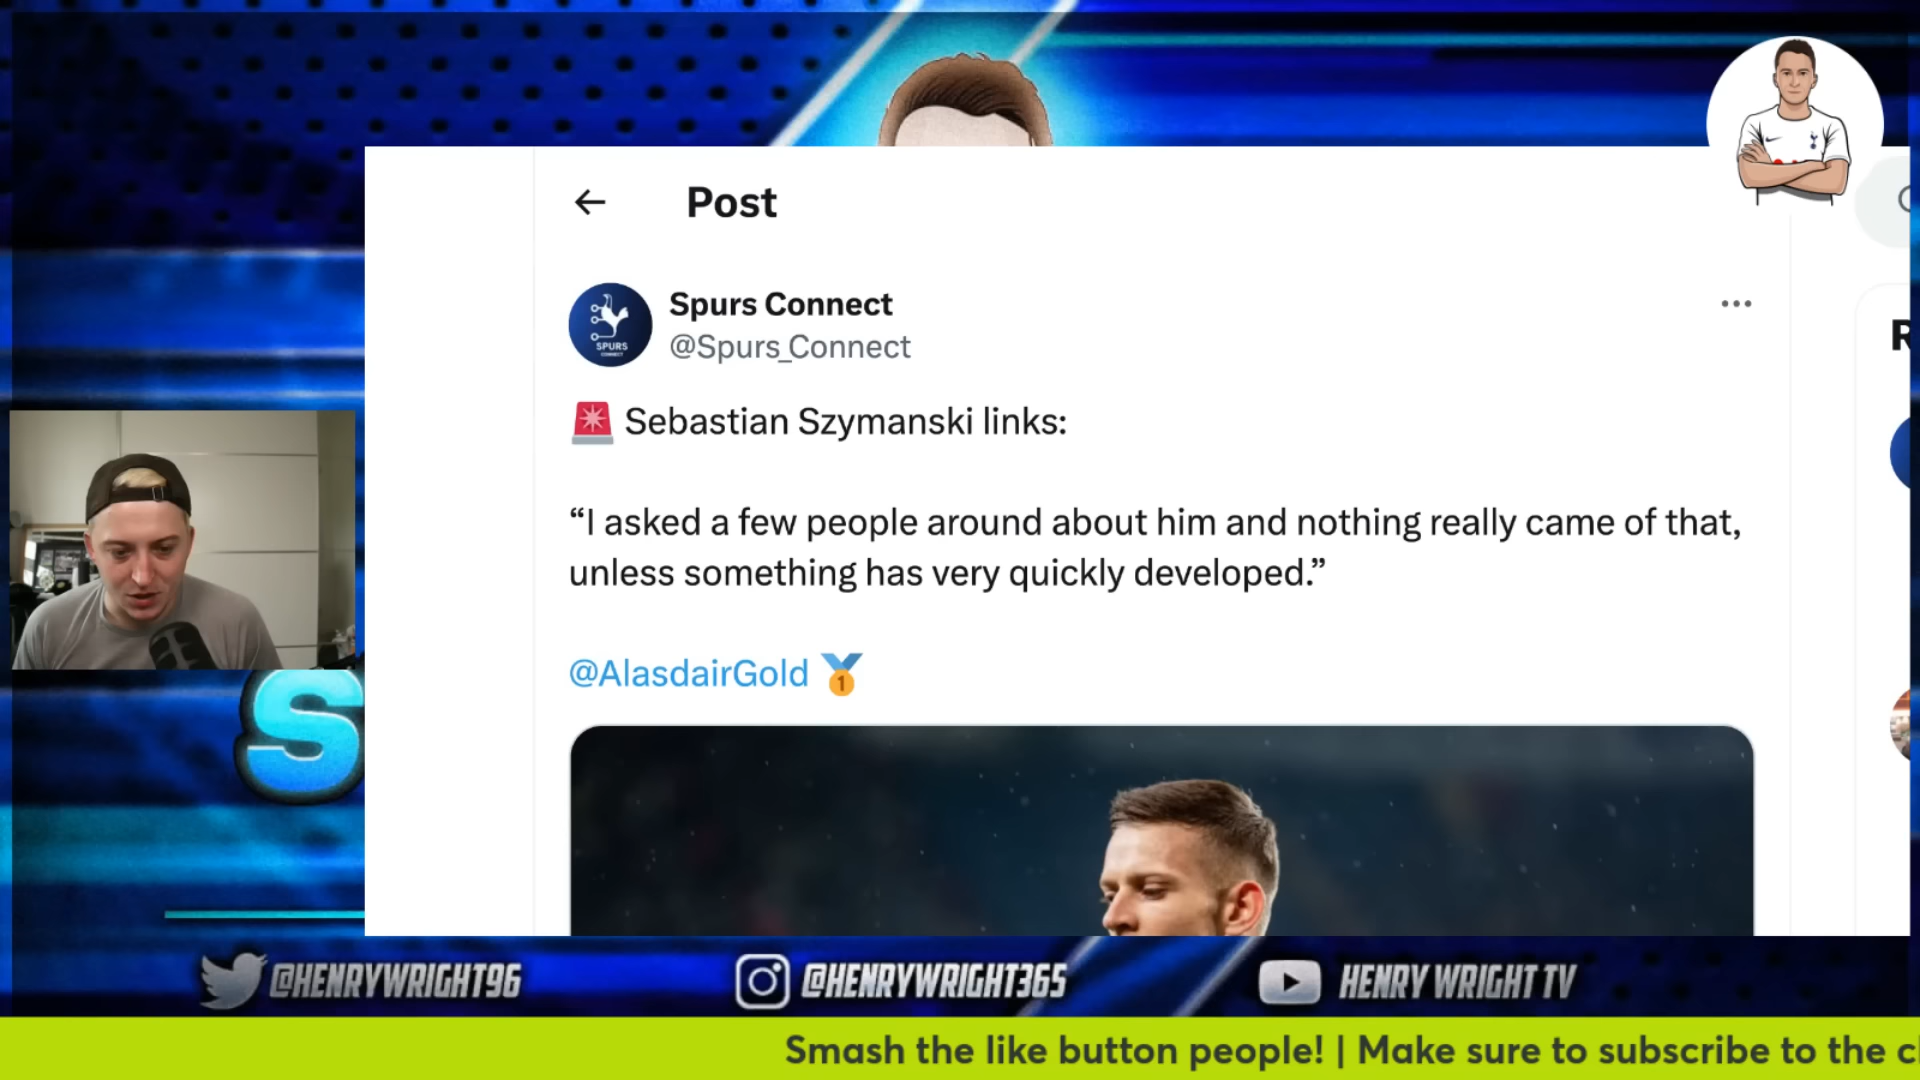 Post
Spurs Connect
@Spurs_Connect
SPURS
CONNECT
🚨 Sebastian Szymanski links:
“I asked a few people around about him and nothing really came of that,
unless something has very quickly developed.”
@AlasdairGold 🥇
R
S
@HENRYWRIGHT96
@HENRYWRIGHT365
HENRY WRIGHT TV
Smash the like button people! | Make sure to subscribe to the c